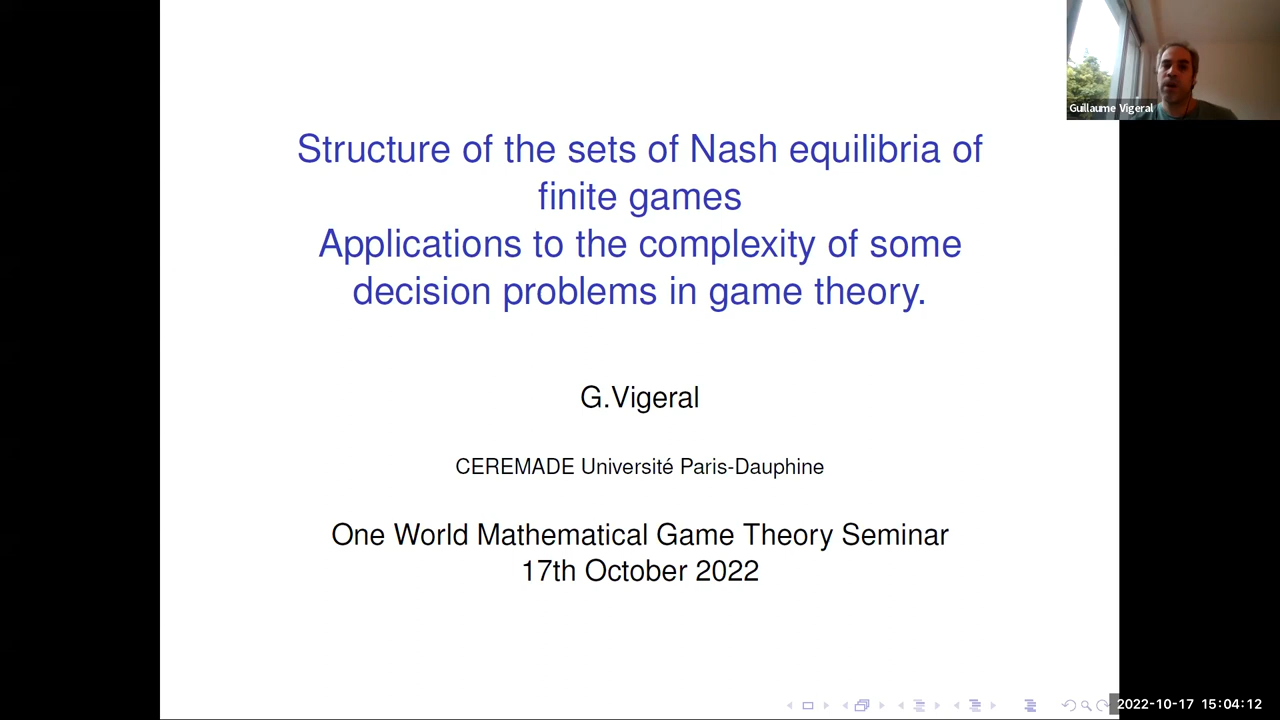 Guillaume Vigeral
Structure of the sets of Nash equilibria of
finite games
Applications to the complexity of some
decision problems in game theory.
G.Vigeral
CEREMADE Université Paris-Dauphine
One World Mathematical Game Theory Seminar
17th October 2022
2022-10-17 15:04:12